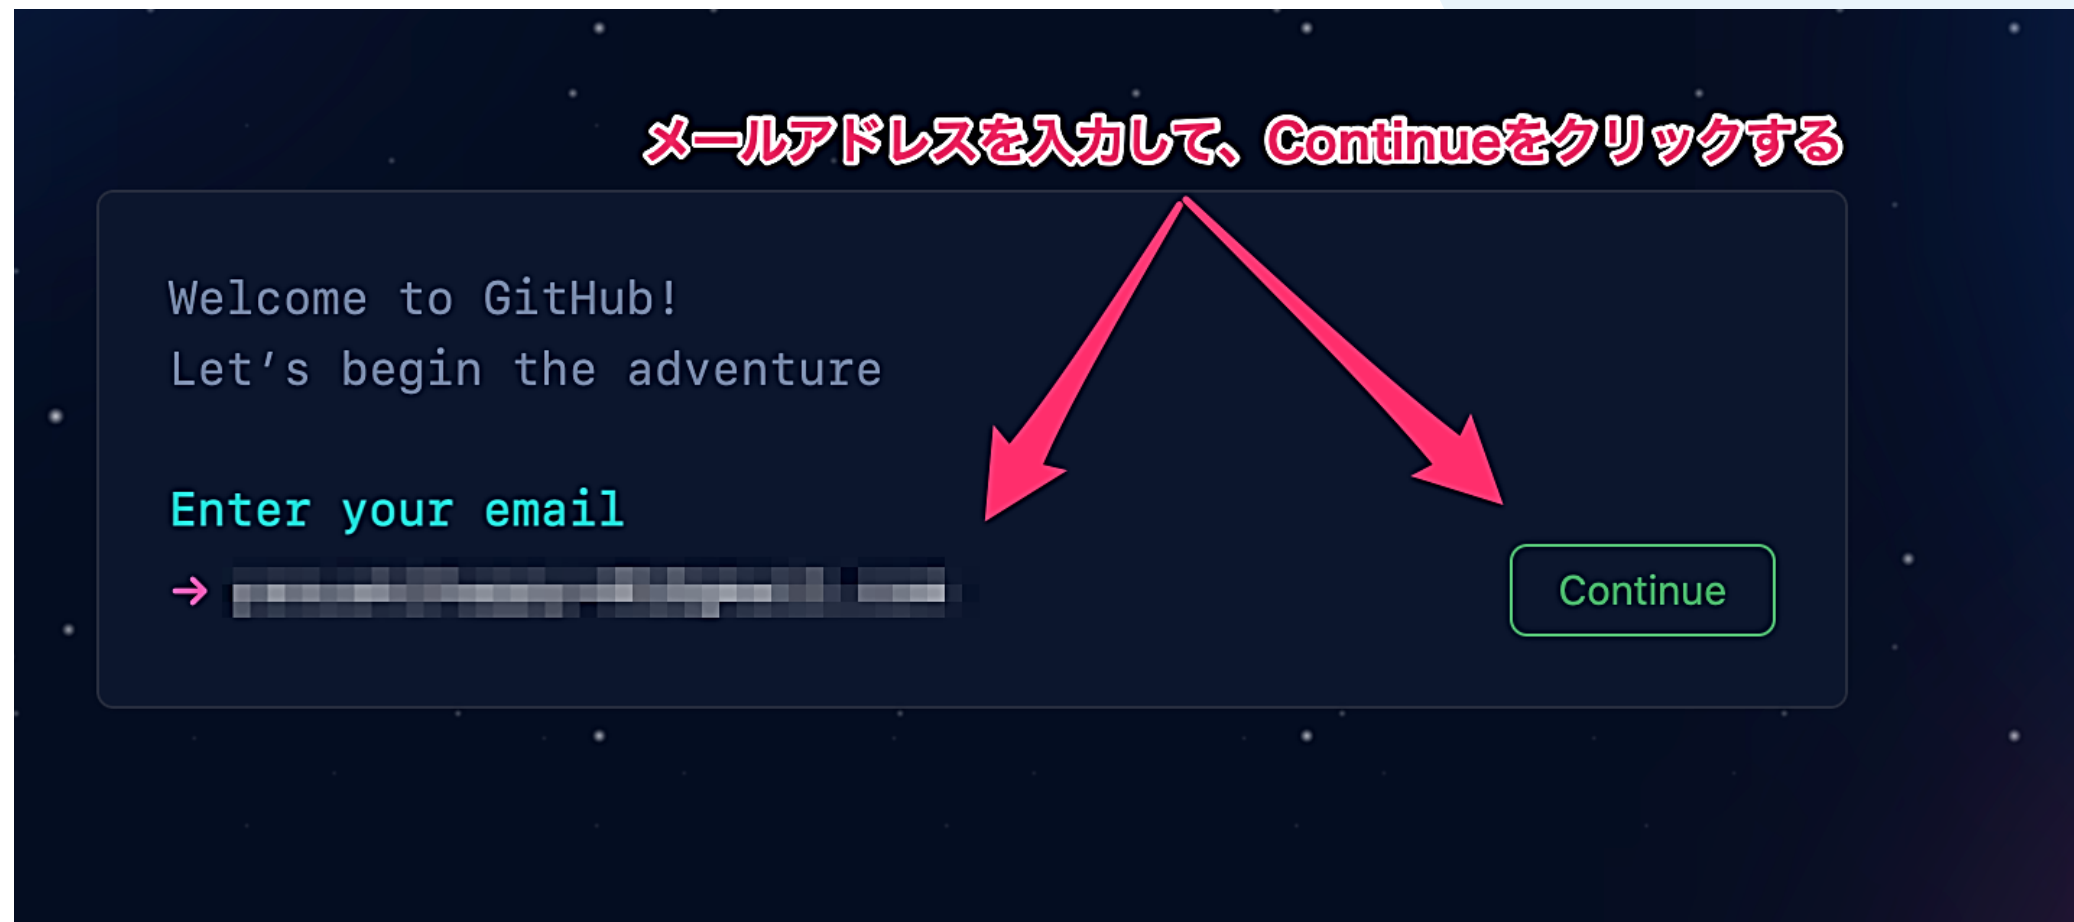 メールアドレスを入力して、Continueをクリックする
Welcome to GitHub!
Let’s begin the adventure
Enter your email
→
Continue